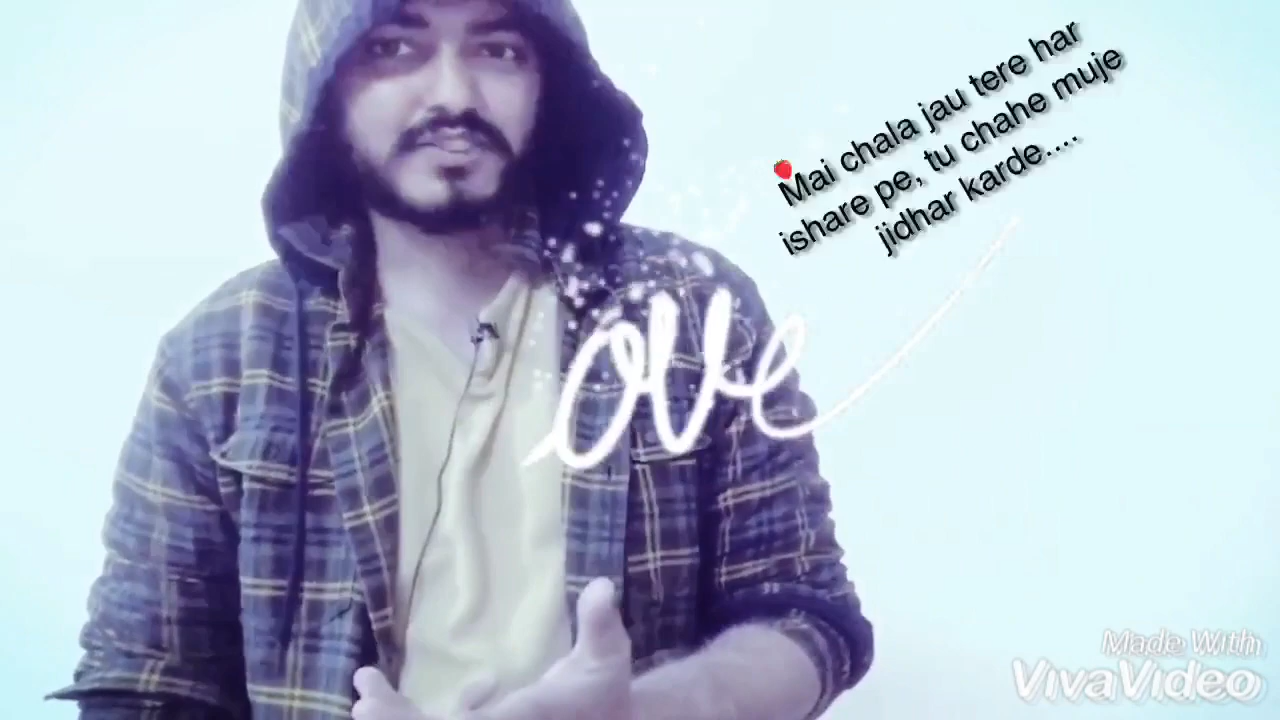 Mai chala jau tere har
ishare pe, tu chahe muje
jidhar karde....
ove
Made With
VivaVideo